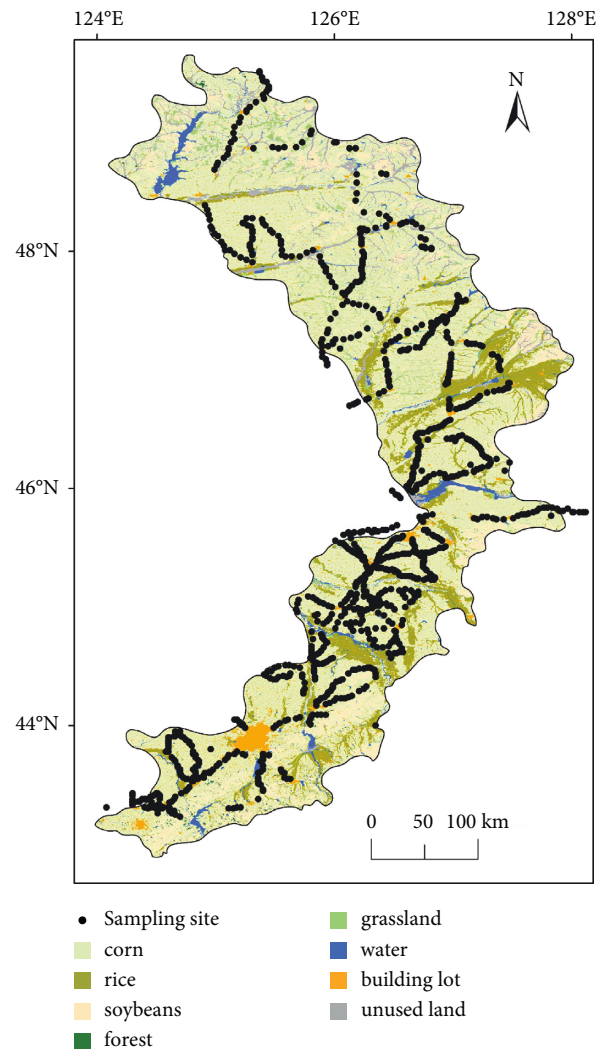 124°E 126°E 128°E
N
48°N
46°N
44°N
0 50 100 km
Sampling site
corn
rice
soybeans
forest
grassland
water
building lot
unused land